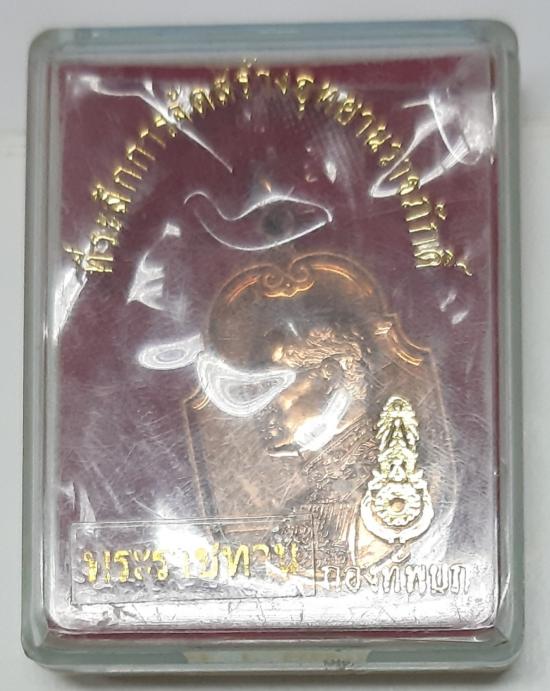 ที่ระลึกการจัดสร้างอุทยานราชภักดิ์
พระราชทาน
กองทัพบก